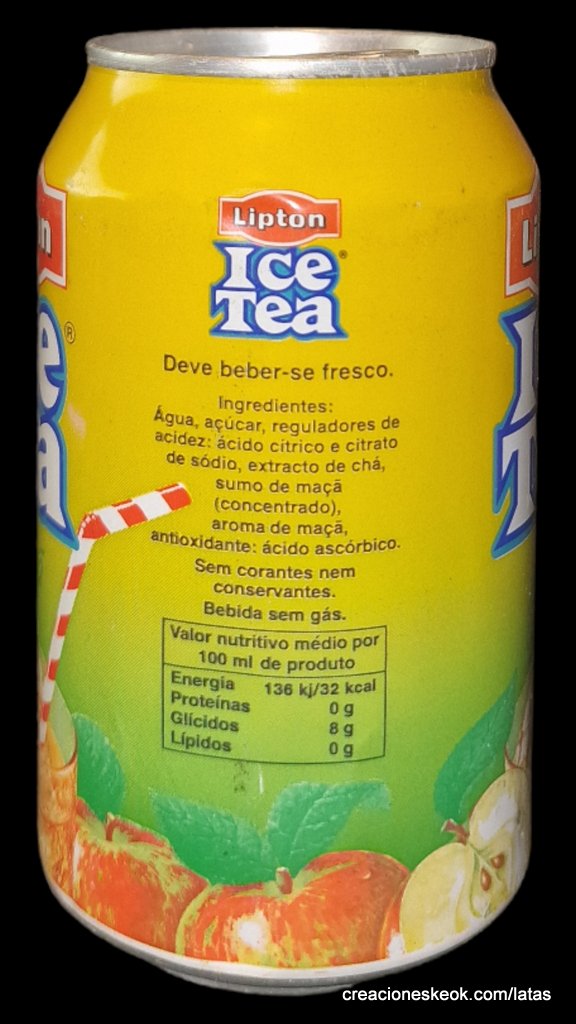 Lipton
Ice
Tea
Deve beber-se fresco.
Ingredientes:
Água, açúcar, reguladores de
acidez: ácido cítrico e citrato
de sódio, extracto de chá,
sumo de maçã
(concentrado),
aroma de maçã,
antioxidante: ácido ascórbico.
Sem corantes nem
conservantes.
Bebida sem gás.
Valor nutritivo médio por
100 ml de produto
Energia 136 kj/32 kcal
Proteínas 0 g
Glícidos 8 g
Lípidos 0 g
creacioneskeok.com/latas